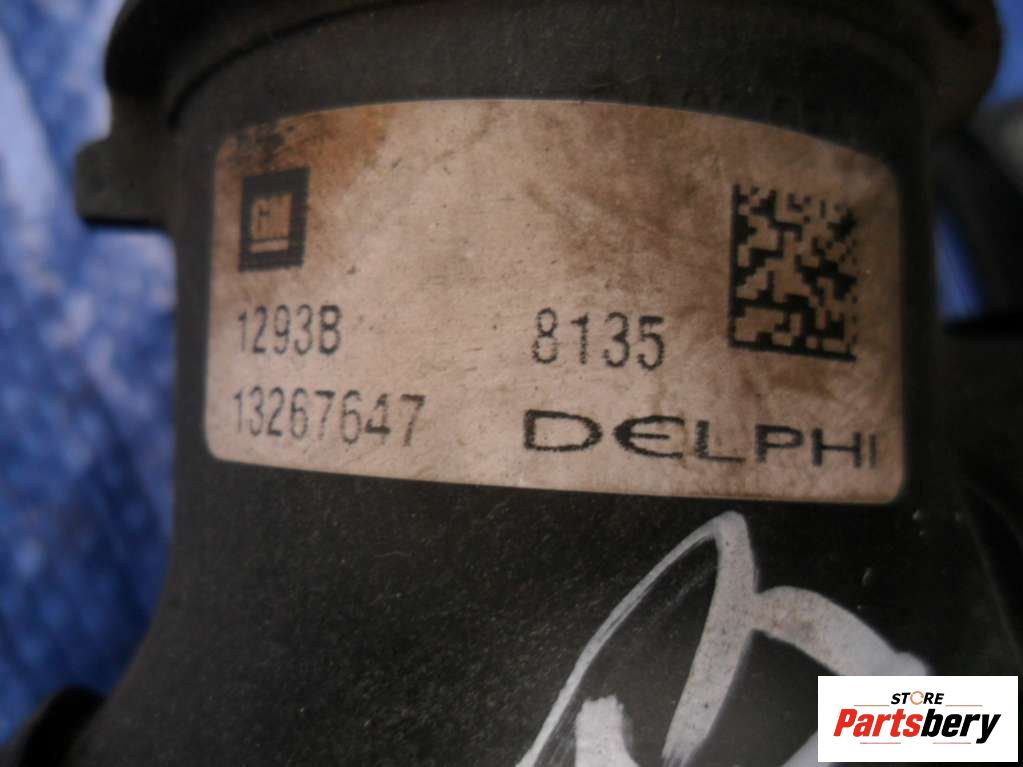 GM
1293B 8135
13267647 DELPHI
STORE
Partsbery